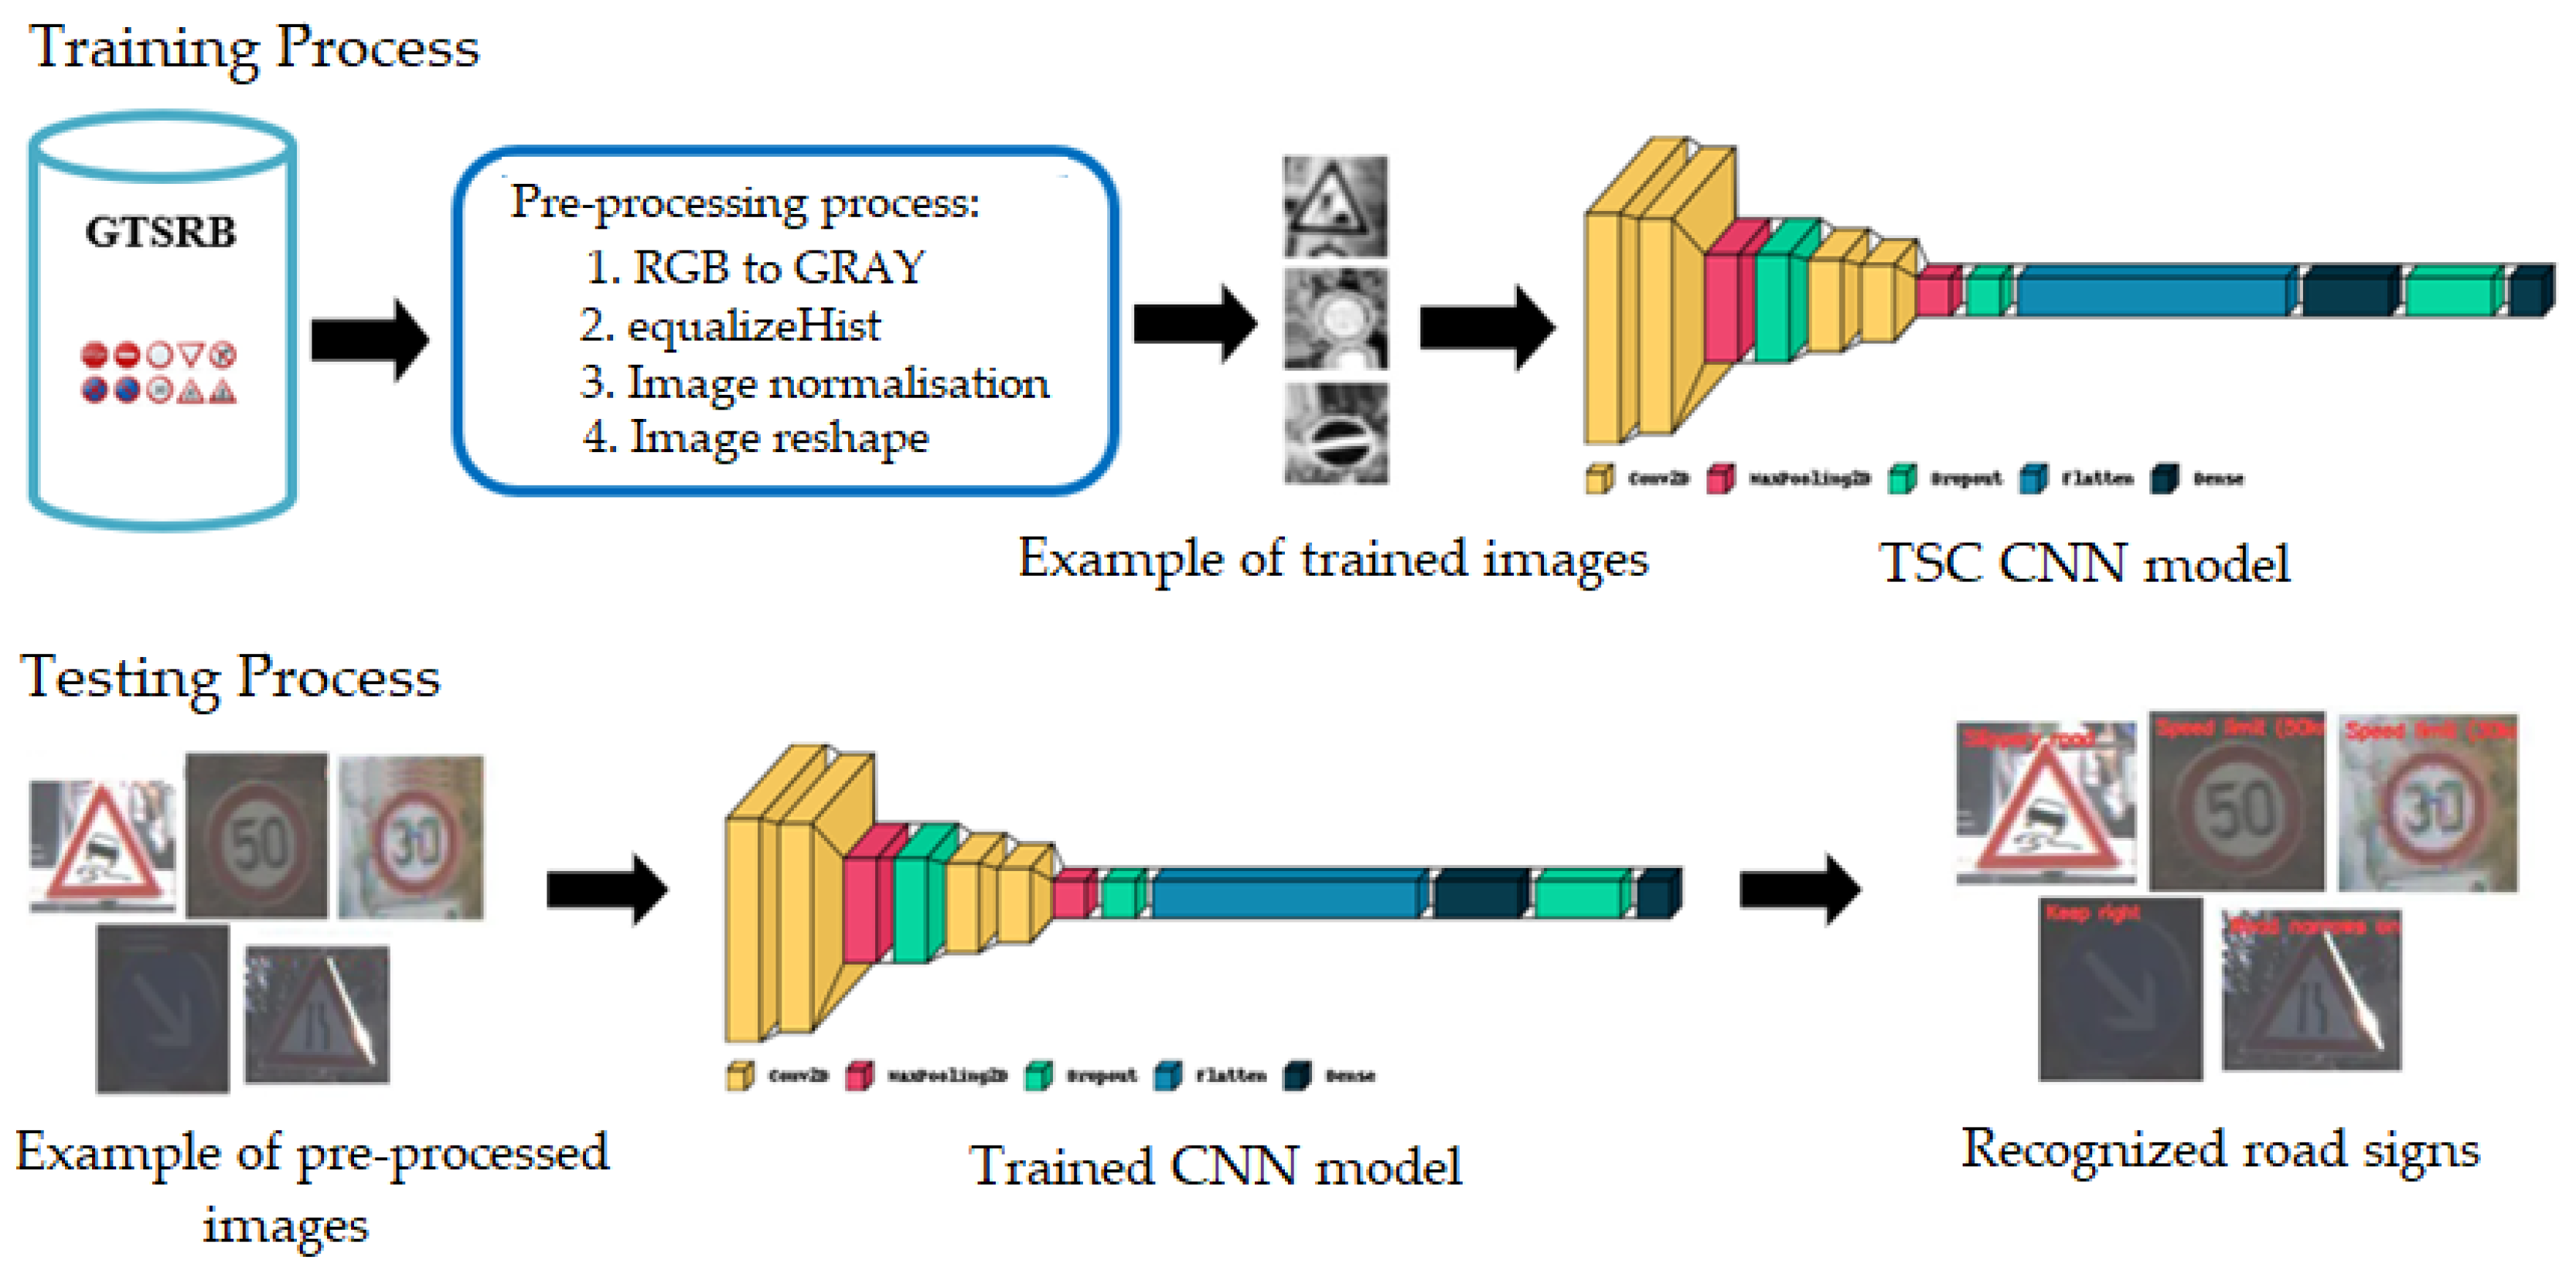 Training Process
GTSRB
Pre-processing process:
1. RGB to GRAY
2. equalizeHist
3. Image normalisation
4. Image reshape
Conv2D MaxPooling2D Dropout Flatten Dense
Example of trained images
TSC CNN model
Testing Process
50
30
Conv2D MaxPooling2D Dropout Flatten Dense
Slippery road
Speed limit (50k
Speed limit (30k
50
30
Keep right
Road narrows on
Example of pre-processed
images
Trained CNN model
Recognized road signs